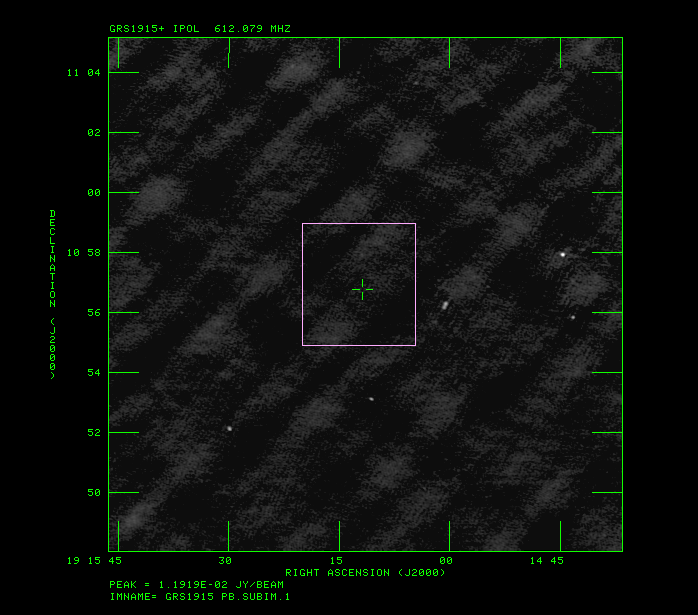 GRS1915+ IPOL 612.079 MHZ
11 04
02
00
10 58
56
54
52
50
DECLINATION (J2000)
19 15 45
30
15
00
14 45
RIGHT ASCENSION (J2000)
PEAK = 1.1919E-02 JY/BEAM
IMNAME= GRS1915 PB.SUBIM.1